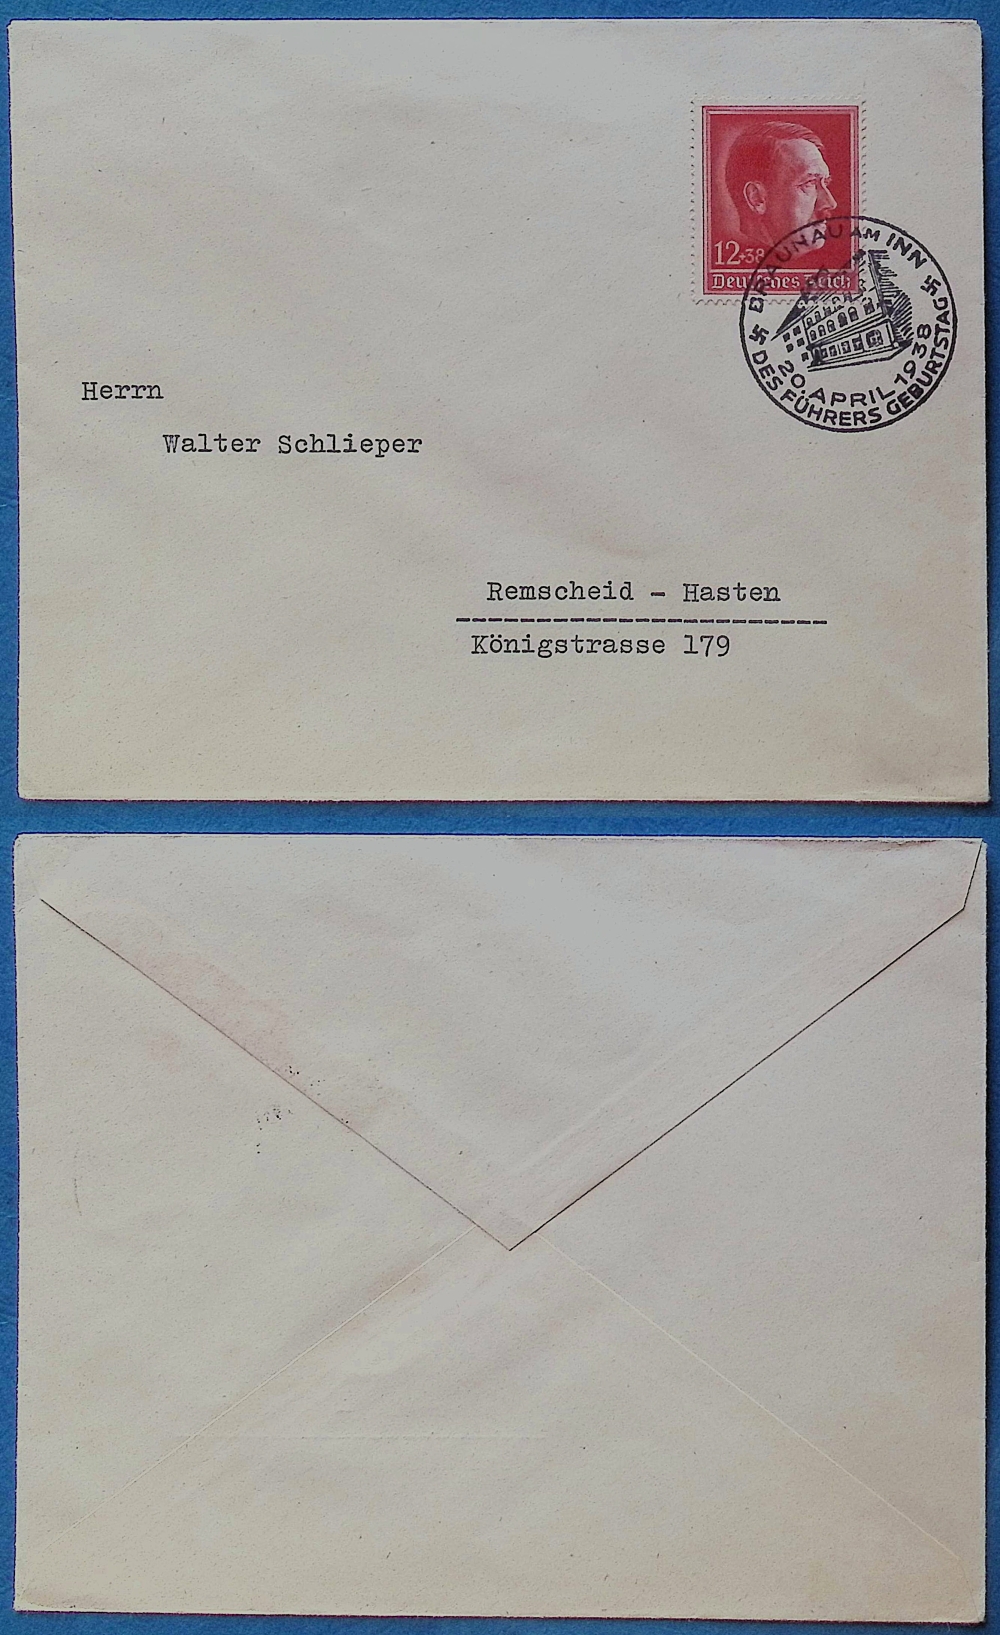 12+38
Deutsches Reich
BRAUNAU AM INN
20. APRIL 1938
DES FÜHRERS GEBURTSTAG
Herrn
Walter Schlieper
Remscheid - Hasten
Königstrasse 179